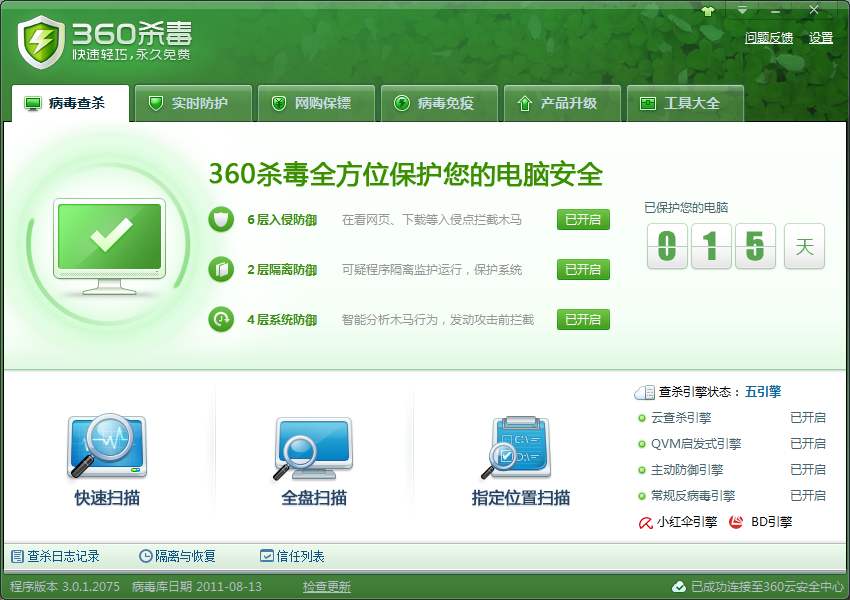 360杀毒
快速轻巧,永久免费
问题反馈 设置
病毒查杀 实时防护 网购保镖 病毒免疫 产品升级 工具大全
360杀毒全方位保护您的电脑安全
6层入侵防御 在看网页、下载等入侵点拦截木马 已开启
2层隔离防御 可疑程序隔离监护运行，保护系统 已开启
4层系统防御 智能分析木马行为，发动攻击前拦截 已开启
已保护您的电脑
0 1 5 天
快速扫描
全盘扫描
C:\=
D:\=
指定位置扫描
查杀引擎状态：五引擎
云查杀引擎 已开启
QVM启发式引擎 已开启
主动防御引擎 已开启
常规反病毒引擎 已开启
小红伞引擎 BD引擎
查杀日志记录 隔离与恢复 信任列表
程序版本 3.0.1.2075 病毒库日期 2011-08-13 检查更新 已成功连接至360云安全中心